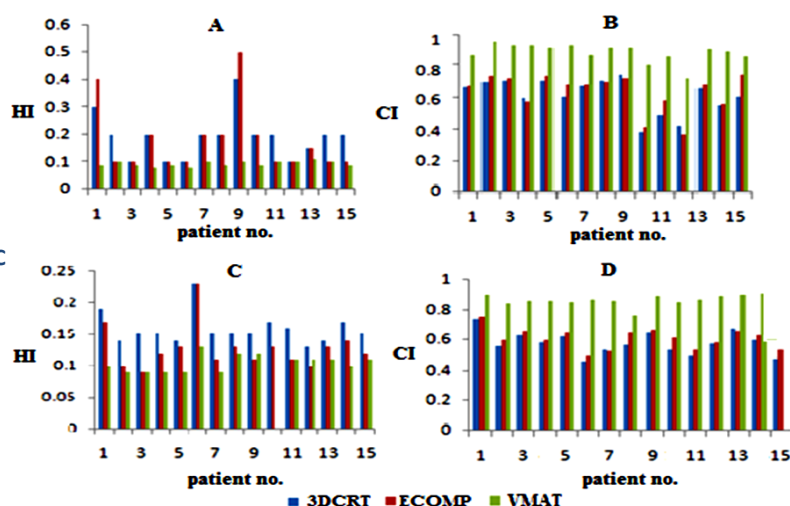 A
HI
0.6
0.5
0.4
0.3
0.2
0.1
0
1 3 5 7 9 11 13 15
patient no.
B
CI
1
0.8
0.6
0.4
0.2
0
1 3 5 7 9 11 13 15
patient no.
C
C
HI
0.25
0.2
0.15
0.1
0.05
0
1 3 5 7 9 11 13 15
patient no.
D
CI
1
0.8
0.6
0.4
0.2
0
1 3 5 7 9 11 13 15
patient no.
3DCRT ECOMP VMAT